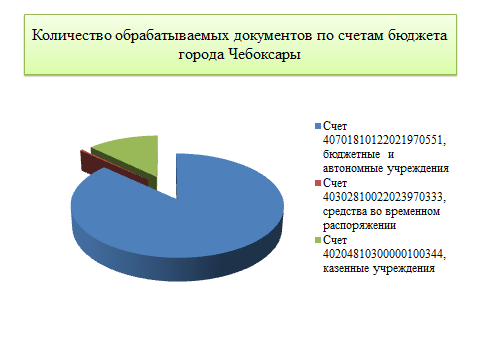 Количество обрабатываемых документов по счетам бюджета
города Чебоксары
Счет
40701810122021970551,
бюджетные и
автономные учреждения
Счет
40302810022023970333,
средства во временном
распоряжении
Счет
40204810300000100344,
казенные учреждения